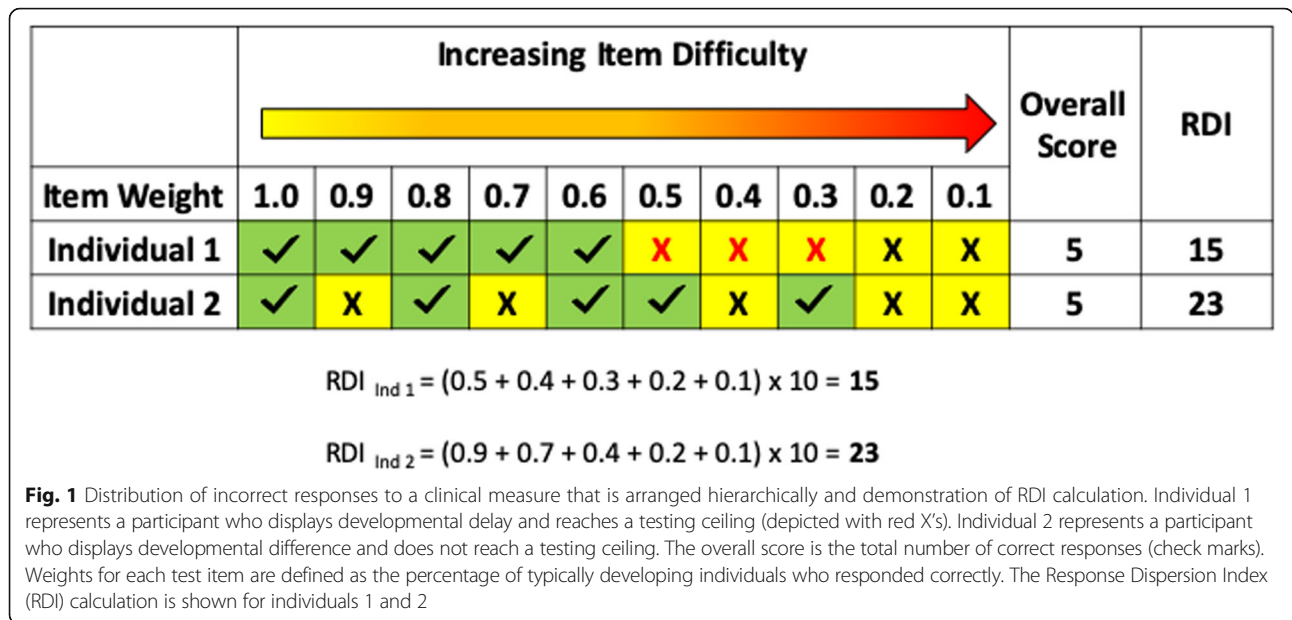 Increasing Item Difficulty
Overall Score
RDI
Item Weight 1.0 0.9 0.8 0.7 0.6 0.5 0.4 0.3 0.2 0.1
Individual 1 ✓ ✓ ✓ ✓ ✓ X X X X X 5 15
Individual 2 ✓ X ✓ X ✓ ✓ X ✓ X X 5 23
RDI Ind 1 = (0.5 + 0.4 + 0.3 + 0.2 + 0.1) x 10 = 15
RDI Ind 2 = (0.9 + 0.7 + 0.4 + 0.2 + 0.1) x 10 = 23
Fig. 1 Distribution of incorrect responses to a clinical measure that is arranged hierarchically and demonstration of RDI calculation. Individual 1
represents a participant who displays developmental delay and reaches a testing ceiling (depicted with red X's). Individual 2 represents a participant
who displays developmental difference and does not reach a testing ceiling. The overall score is the total number of correct responses (check marks).
Weights for each test item are defined as the percentage of typically developing individuals who responded correctly. The Response Dispersion Index
(RDI) calculation is shown for individuals 1 and 2